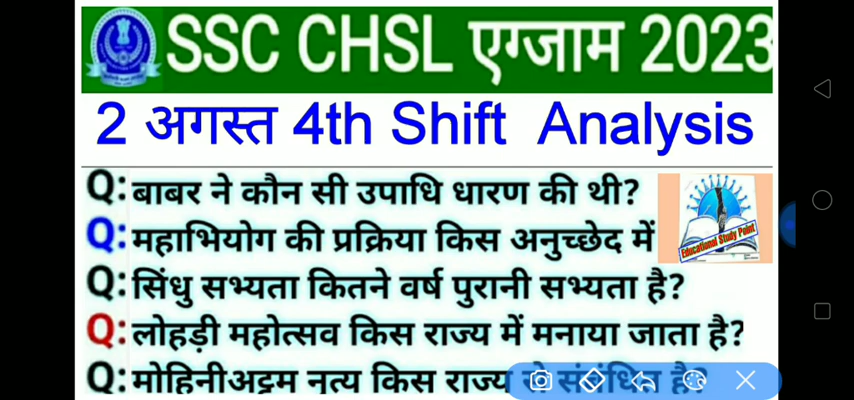 SSC CHSL एग्जाम 2023
2 अगस्त 4th Shift Analysis
Q: बाबर ने कौन सी उपाधि धारण की थी?
Q: महाभियोग की प्रक्रिया किस अनुच्छेद में
Q: सिंधु सभ्यता कितने वर्ष पुरानी सभ्यता है?
Q: लोहड़ी महोत्सव किस राज्य में मनाया जाता है?
Q: मोहिनीअट्टम नृत्य किस राज्य से संबंधित है?
Educational Study Point